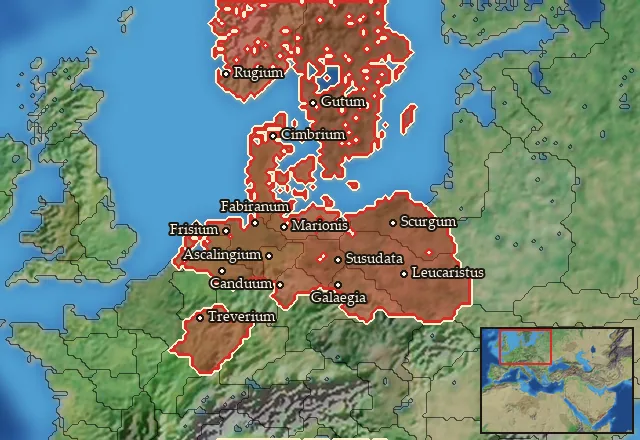 Rugium
Gutum
Cimbrium
Fabiranum
Frisium
Marionis
Scurgum
Ascalingium
Susudata
Leucaristus
Canduum
Galaegia
Treverium